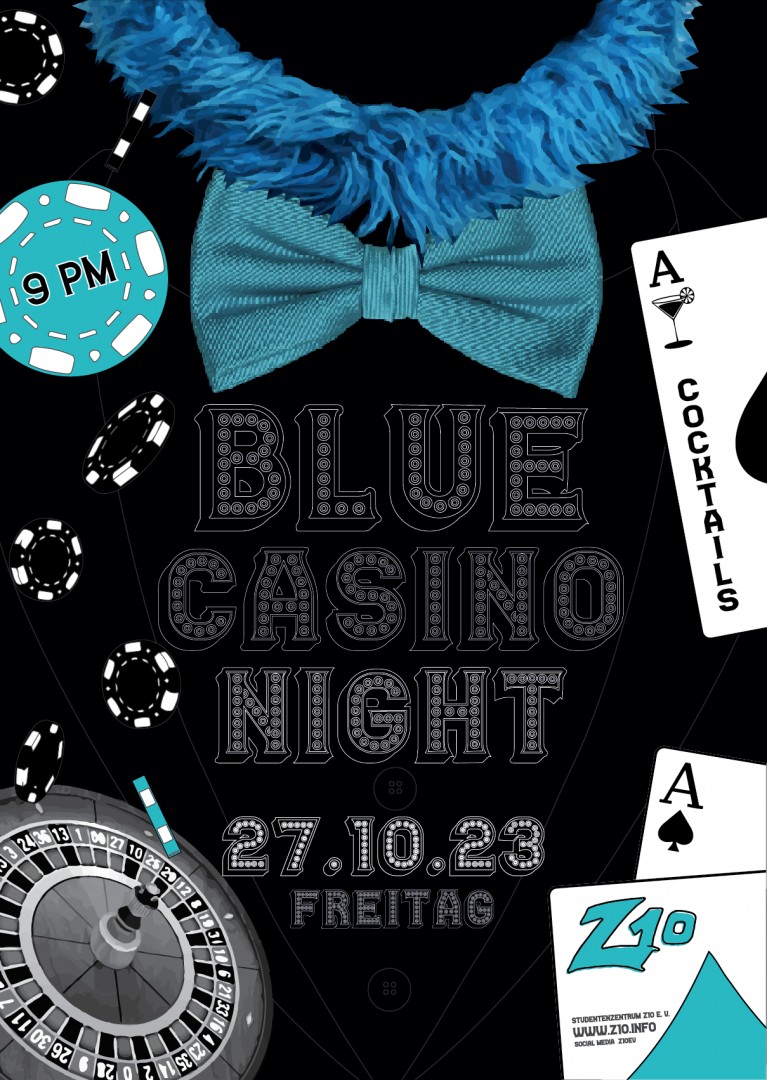 9 PM
A
COCKTAILS
BLUE
CASINO
NIGHT
27.10.23
FREITAG
A
Z10
STUDENTENZENTRUM Z10 E. V.
WWW.Z10.INFO
SOCIAL MEDIA Z10EV